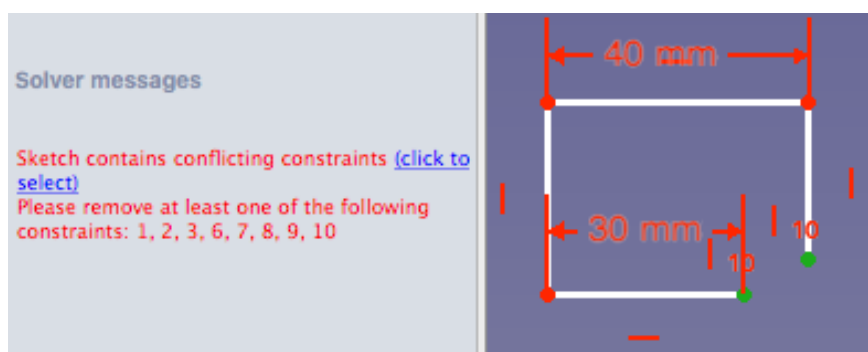 Solver messages
Sketch contains conflicting constraints (click to
select)
Please remove at least one of the following
constraints: 1, 2, 3, 6, 7, 8, 9, 10
40 mm
30 mm
10
10